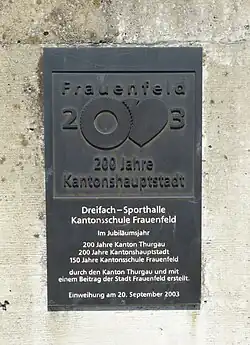 Frauenfeld
2003
200 Jahre
Kantonshauptstadt
Dreifach-Sporthalle
Kantonsschule Frauenfeld
Im Jubiläumsjahr
200 Jahre Kanton Thurgau
200 Jahre Kantonshauptstadt
150 Jahre Kantonsschule Frauenfeld
durch den Kanton Thurgau und mit
einem Beitrag der Stadt Frauenfeld erstellt.
Einweihung am 20. September 2003